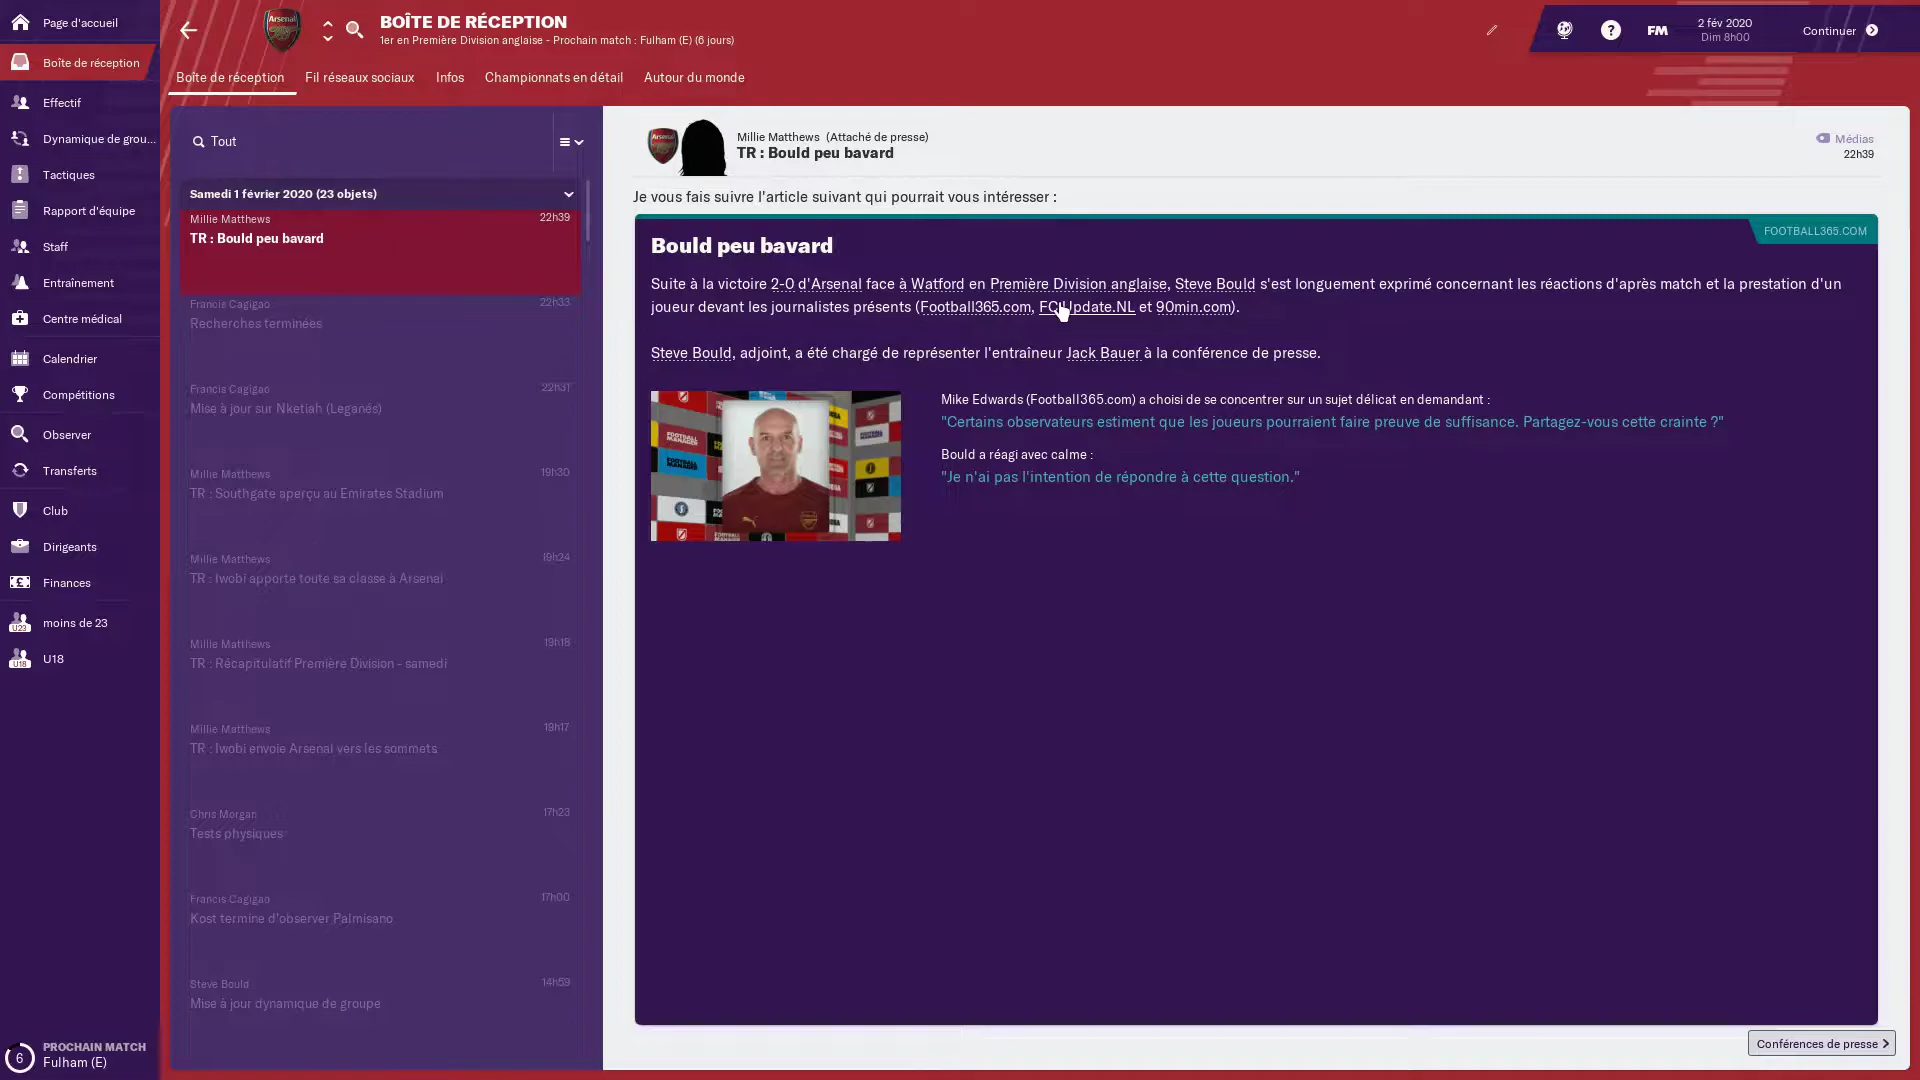 Page d'accueil
Boîte de réception
Effectif
Dynamique de grou...
Tactiques
Rapport d'équipe
Staff
Entraînement
Centre médical
Calendrier
Compétitions
Observer
Transferts
Club
Dirigeants
Finances
U23
moins de 23
U18
U18
6
PROCHAIN MATCH
Fulham (E)
Arsenal
BOÎTE DE RÉCEPTION
1er en Première Division anglaise - Prochain match : Fulham (E) (6 jours)
?
FM
2 fév 2020
Dim 8h00
Continuer
Boîte de réception
Fil réseaux sociaux
Infos
Championnats en détail
Autour du monde
Tout
Samedi 1 février 2020 (23 objets)
Millie Matthews 22h39
TR : Bould peu bavard
Francis Cagigao 22h33
Recherches terminées
Francis Cagigao 22h31
Mise à jour sur Nketiah (Leganés)
Millie Matthews 19h30
TR : Southgate aperçu au Emirates Stadium
Millie Matthews 19h24
TR : Iwobi apporte toute sa classe à Arsenal
Millie Matthews 19h18
TR : Récapitulatif Première Division - samedi
Millie Matthews 19h17
TR : Iwobi envoie Arsenal vers les sommets
Chris Morgan 17h23
Tests physiques
Francis Cagigao 17h00
Kost termine d'observer Palmisano
Steve Bould 14h59
Mise à jour dynamique de groupe
Arsenal
Millie Matthews (Attaché de presse)
TR : Bould peu bavard
Médias
22h39
Je vous fais suivre l'article suivant qui pourrait vous intéresser :
FOOTBALL365.COM
Bould peu bavard
Suite à la victoire 2-0 d'Arsenal face à Watford en Première Division anglaise, Steve Bould s'est longuement exprimé concernant les réactions d'après match et la prestation d'un
joueur devant les journalistes présents (Football365.com, FCUpdate.NL et 90min.com).
Steve Bould, adjoint, a été chargé de représenter l'entraîneur Jack Bauer à la conférence de presse.
FOOTBALL MANAGER
Mike Edwards (Football365.com) a choisi de se concentrer sur un sujet délicat en demandant :
"Certains observateurs estiment que les joueurs pourraient faire preuve de suffisance. Partagez-vous cette crainte ?"
Bould a réagi avec calme :
"Je n'ai pas l'intention de répondre à cette question."
Conférences de presse